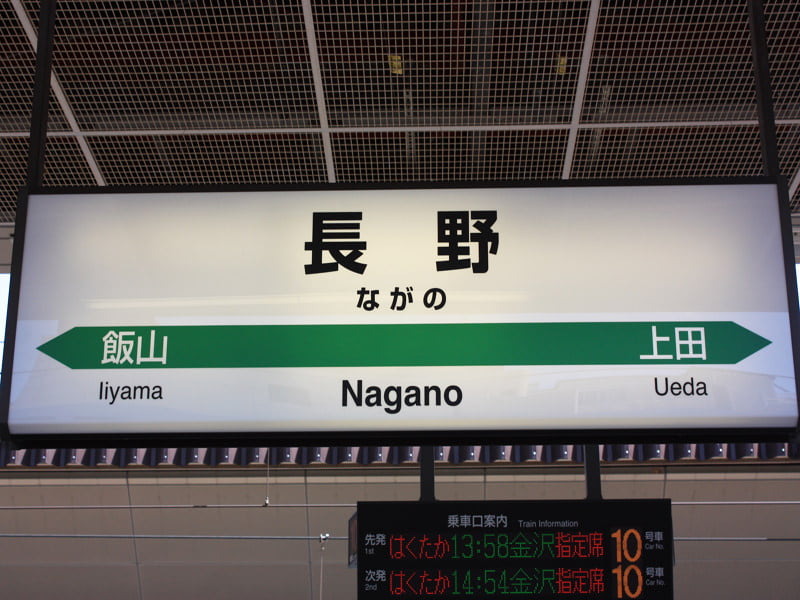 長野
ながの
飯山 上田
Iiyama Nagano Ueda
乗車口案内 Train Information
先発 はくたか 13:58 金沢 指定席 10 号車
1st Car No.
次発 はくたか 14:54 金沢 指定席 10 号車
2nd Car No.